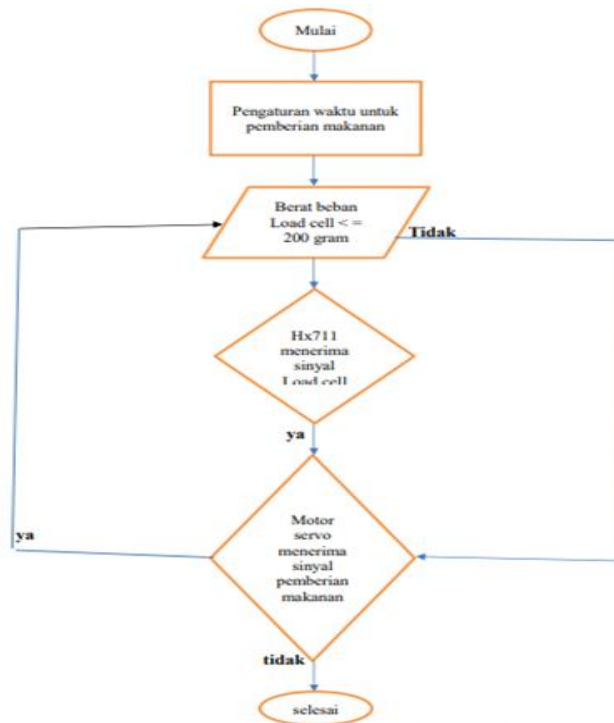 Mulai
Pengaturan waktu untuk
pemberian makanan
Berat beban
Load cell < =
200 gram
Tidak
Hx711
menerima
sinyal
Load cell
ya
ya
Motor
servo
menerima
sinyal
pemberian
makanan
tidak
selesai